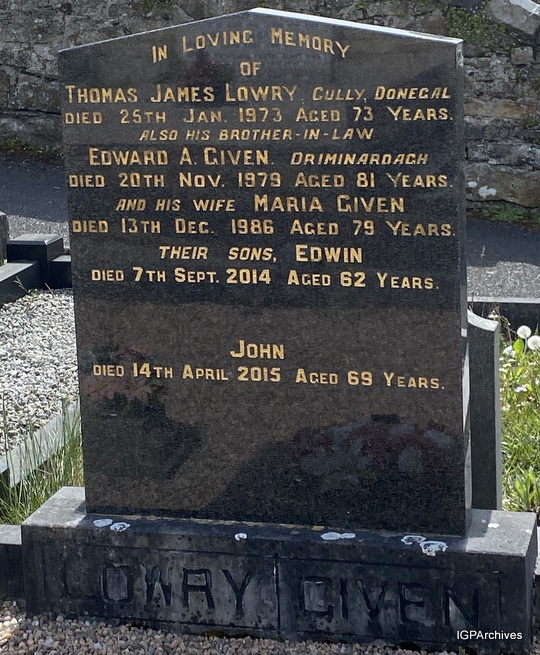 IN LOVING MEMORY
OF
THOMAS JAMES LOWRY, CULLY, DONEGAL
DIED 25TH JAN. 1973 AGED 73 YEARS.
ALSO HIS BROTHER-IN-LAW
EDWARD A. GIVEN. DRIMINARDAGH
DIED 20TH NOV. 1979 AGED 81 YEARS.
AND HIS WIFE MARIA GIVEN
DIED 13TH DEC. 1986 AGED 79 YEARS.
THEIR SONS, EDWIN
DIED 7TH SEPT. 2014 AGED 62 YEARS.
JOHN
DIED 14TH APRIL 2015 AGED 69 YEARS.
LOWRY GIVEN
IGPArchives